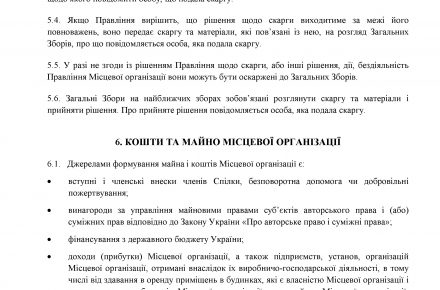 5.4. Якщо Правління вирішить, що рішення щодо скарги виходитиме за межі його
повноважень, воно передає скаргу та матеріали, які пов’язані із нею, на розгляд Загальних
Зборів, про що повідомляється особа, яка подала скаргу.
5.5. У разі не згоди із рішенням Правління щодо скарги, або інші рішення, дії, бездіяльність
Правління Місцевої організації вони можуть бути оскаржені до Загальних Зборів.
5.6. Загальні Збори на найближчих зборах зобов’язані розглянути скаргу та матеріали і
прийняти рішення. Про прийняте рішення повідомляється особа, яка подала скаргу.
6. КОШТИ ТА МАЙНО МІСЦЕВОЇ ОРГАНІЗАЦІЇ
6.1. Джерелами формування майна і коштів Місцевої організації є:
• вступні і членські внески членів Спілки, безповоротна допомога чи добровільні
пожертвування;
• винагороди за управління майновими правами суб’єктів авторського права і (або)
суміжних прав відповідно до Закону України «Про авторське право і суміжні права»;
• фінансування з державного бюджету України;
• доходи (прибутки) Місцевої організації, а також підприємств, установ, організацій
Місцевої організації, отримані внаслідок їх виробничо-господарської діяльності, в тому
числі від здавання в оренду приміщень в будинках, які є власністю Місцевої організації і